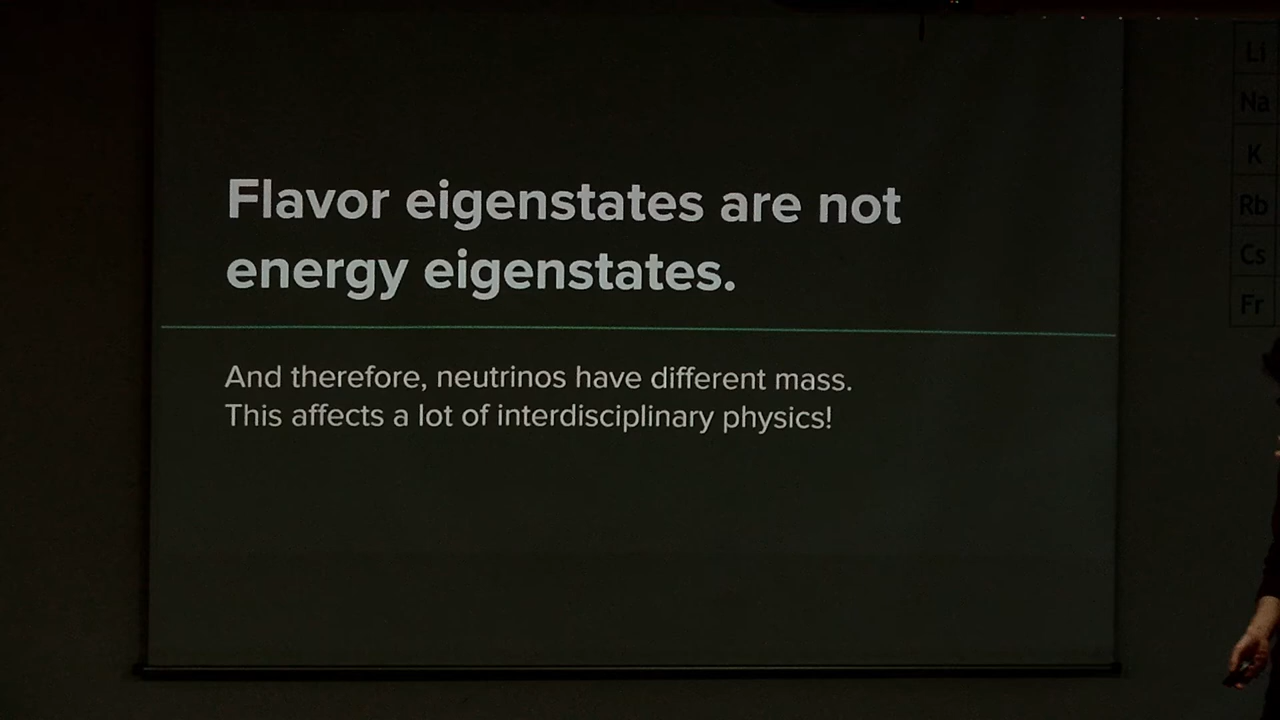 Flavor eigenstates are not
energy eigenstates.
And therefore, neutrinos have different mass.
This affects a lot of interdisciplinary physics!
Li
Na
K
Rb
Cs
Fr